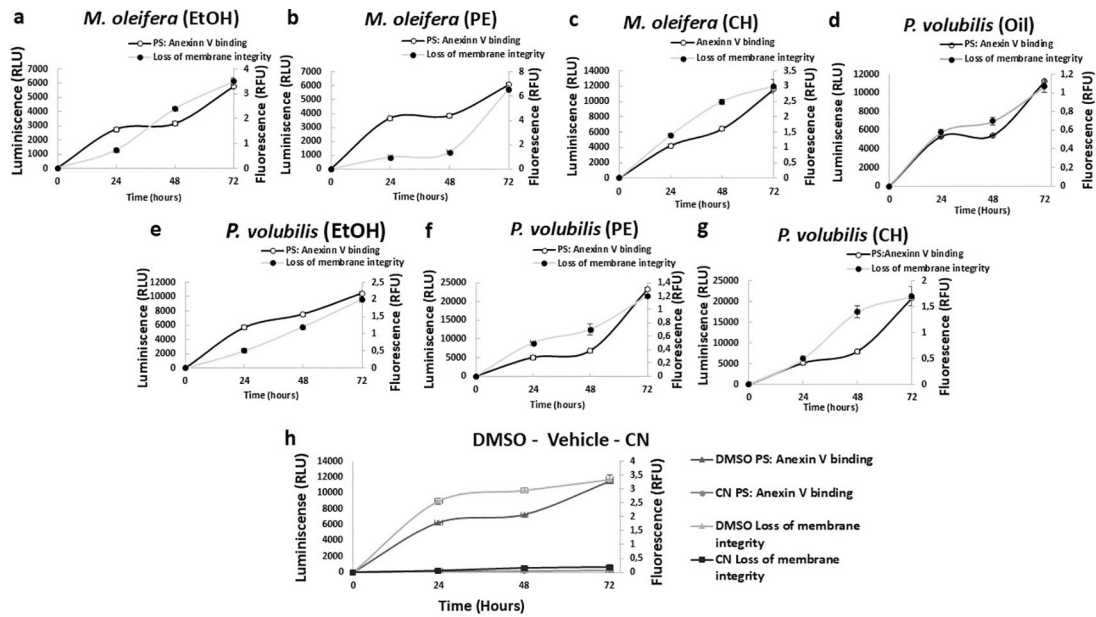 a
M. oleifera (EtOH)
PS: Anexinn V binding
Loss of membrane integrity
Luminiscence (RLU)
7000
6000
5000
4000
3000
2000
1000
0
4
3
2
1
0
Fluorescence (RFU)
0 24 48 72
Time (hours)
b
M. oleifera (PE)
PS: Anexinn V binding
Loss of membrane integrity
Luminiscence (RLU)
7000
6000
5000
4000
3000
2000
1000
0
8
6
4
2
0
Fluorescence (RFU)
0 24 48 72
Time (hours)
c
M. oleifera (CH)
Anexinn V binding
Loss of membrane integrity
Luminiscence (RLU)
14000
12000
10000
8000
6000
4000
2000
0
3,5
3
2,5
2
1,5
1
0,5
0
Fluorescence (RFU)
0 24 48 72
Time (hours)
d
P. volubilis (Oil)
PS: Anexinn V binding
Loss of membrane integrity
Luminiscense (RLU)
12000
10000
8000
6000
4000
2000
0
1,2
1
0,8
0,6
0,4
0,2
0
Fluorescence (RFU)
0 24 48 72
Time (Hours)
e
P. volubilis (EtOH)
PS: Anexinn V binding
Loss of membrane integrity
Luminiscence (RLU)
12000
10000
8000
6000
4000
2000
0
2,5
2
1,5
1
0,5
0
Fluorescence (RFU)
0 24 48 72
Time (Hours)
f
P. volubilis (PE)
PS: Anexinn V binding
Loss of membrane integrity
Luminiscence (RLU)
25000
20000
15000
10000
5000
0
1,4
1,2
1
0,8
0,6
0,4
0,2
0
Fluorescence (RFU)
0 24 48 72
Time (Hours)
g
P. volubilis (CH)
PS:Anexinn V binding
Loss of membrane integrity
Luminiscence (RLU)
25000
20000
15000
10000
5000
0
2
1,5
1
0,5
0
Fluorescence (RFU)
0 24 48 72
Time (hours)
h
DMSO - Vehicle - CN
Luminiscense (RLU)
14000
12000
10000
8000
6000
4000
2000
0
4
3,5
3
2,5
2
1,5
1
0,5
0
Fluorescence (RFU)
0 24 48 72
Time (Hours)
DMSO PS: Anexin V binding
CN PS: Anexin V binding
DMSO Loss of membrane
integrity
CN Loss of membrane
integrity